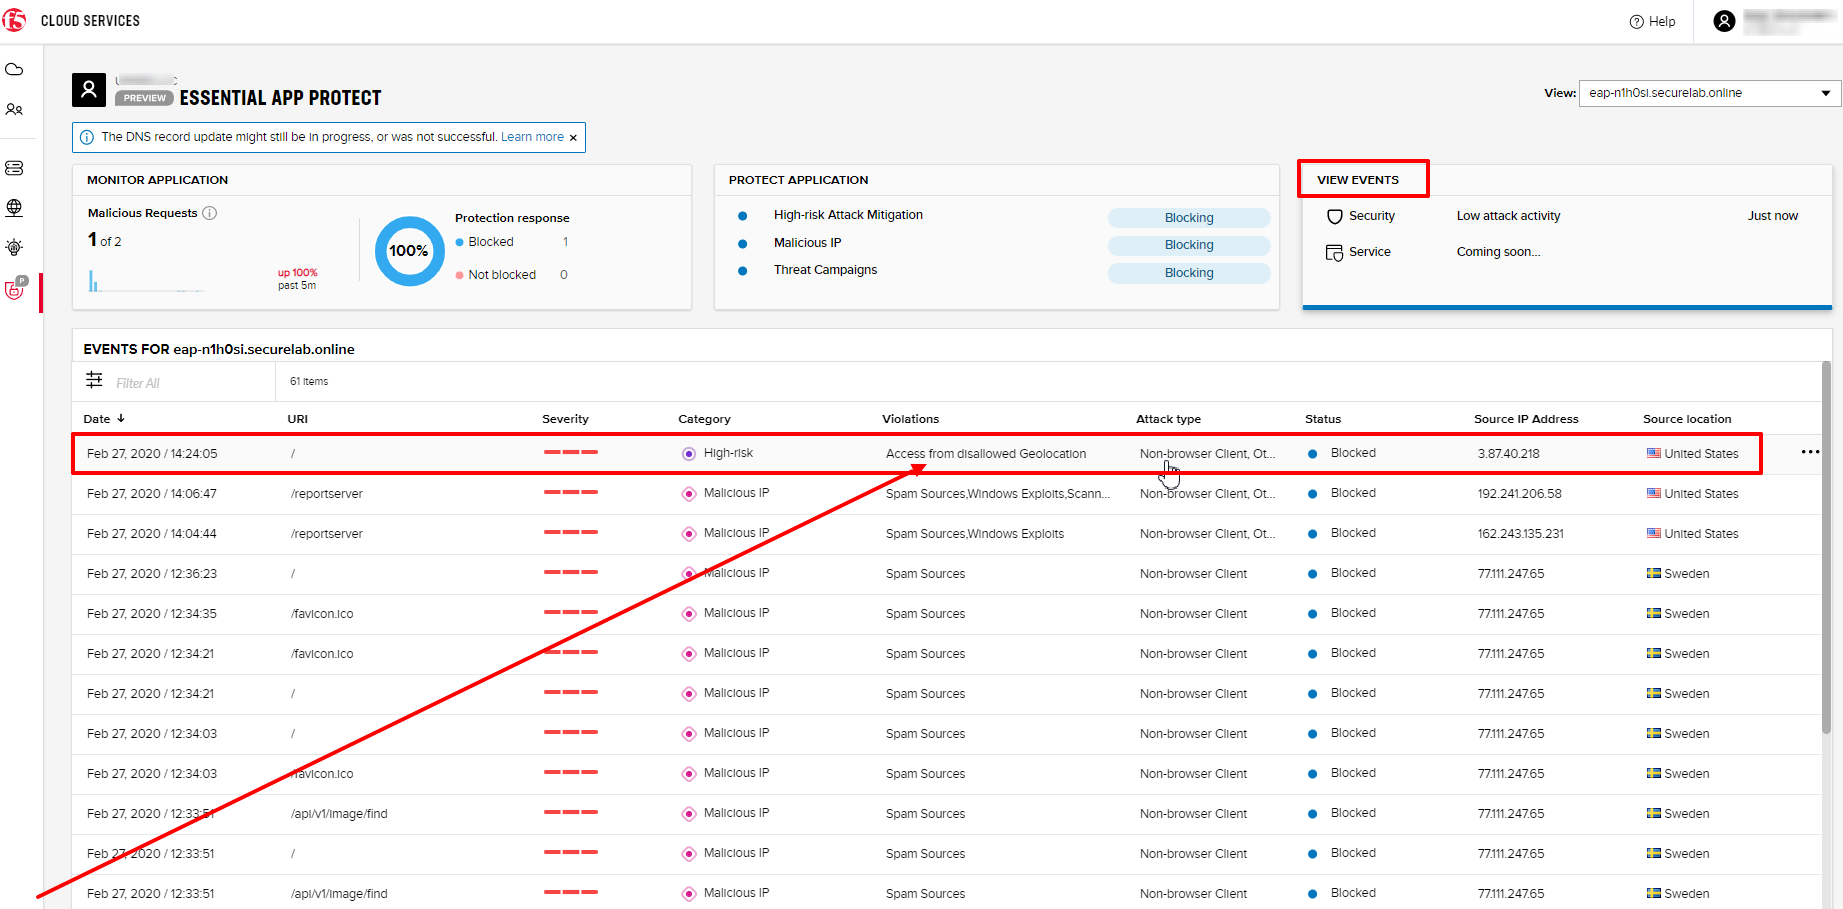 f5 CLOUD SERVICES
Help
PREVIEW ESSENTIAL APP PROTECT
View: eap-n1h0si.securelab.online
The DNS record update might still be in progress, or was not successful. Learn more ×
MONITOR APPLICATION
Malicious Requests
1 of 2
up 100%
past 5m
100%
Protection response
Blocked 1
Not blocked 0
PROTECT APPLICATION
High-risk Attack Mitigation Blocking
Malicious IP Blocking
Threat Campaigns Blocking
VIEW EVENTS
Security Low attack activity Just now
Service Coming soon...
P
EVENTS FOR eap-n1h0si.securelab.online
Filter All 61 items
Date URI Severity Category Violations Attack type Status Source IP Address Source location
Feb 27, 2020 / 14:24:05 / High-risk Access from disallowed Geolocation Non-browser Client, Ot... Blocked 3.87.40.218 United States
Feb 27, 2020 / 14:06:47 /reportserver Malicious IP Spam Sources,Windows Exploits,Scann... Non-browser Client, Ot... Blocked 192.241.206.58 United States
Feb 27, 2020 / 14:04:44 /reportserver Malicious IP Spam Sources,Windows Exploits Non-browser Client, Ot... Blocked 162.243.135.231 United States
Feb 27, 2020 / 12:36:23 / Malicious IP Spam Sources Non-browser Client Blocked 77.111.247.65 Sweden
Feb 27, 2020 / 12:34:35 /favicon.ico Malicious IP Spam Sources Non-browser Client Blocked 77.111.247.65 Sweden
Feb 27, 2020 / 12:34:21 /favicon.ico Malicious IP Spam Sources Non-browser Client Blocked 77.111.247.65 Sweden
Feb 27, 2020 / 12:34:21 / Malicious IP Spam Sources Non-browser Client Blocked 77.111.247.65 Sweden
Feb 27, 2020 / 12:34:03 / Malicious IP Spam Sources Non-browser Client Blocked 77.111.247.65 Sweden
Feb 27, 2020 / 12:34:03 /favicon.ico Malicious IP Spam Sources Non-browser Client Blocked 77.111.247.65 Sweden
Feb 27, 2020 / 12:33:51 /api/v1/image/find Malicious IP Spam Sources Non-browser Client Blocked 77.111.247.65 Sweden
Feb 27, 2020 / 12:33:51 / Malicious IP Spam Sources Non-browser Client Blocked 77.111.247.65 Sweden
Feb 27, 2020 / 12:33:51 /api/v1/image/find Malicious IP Spam Sources Non-browser Client Blocked 77.111.247.65 Sweden